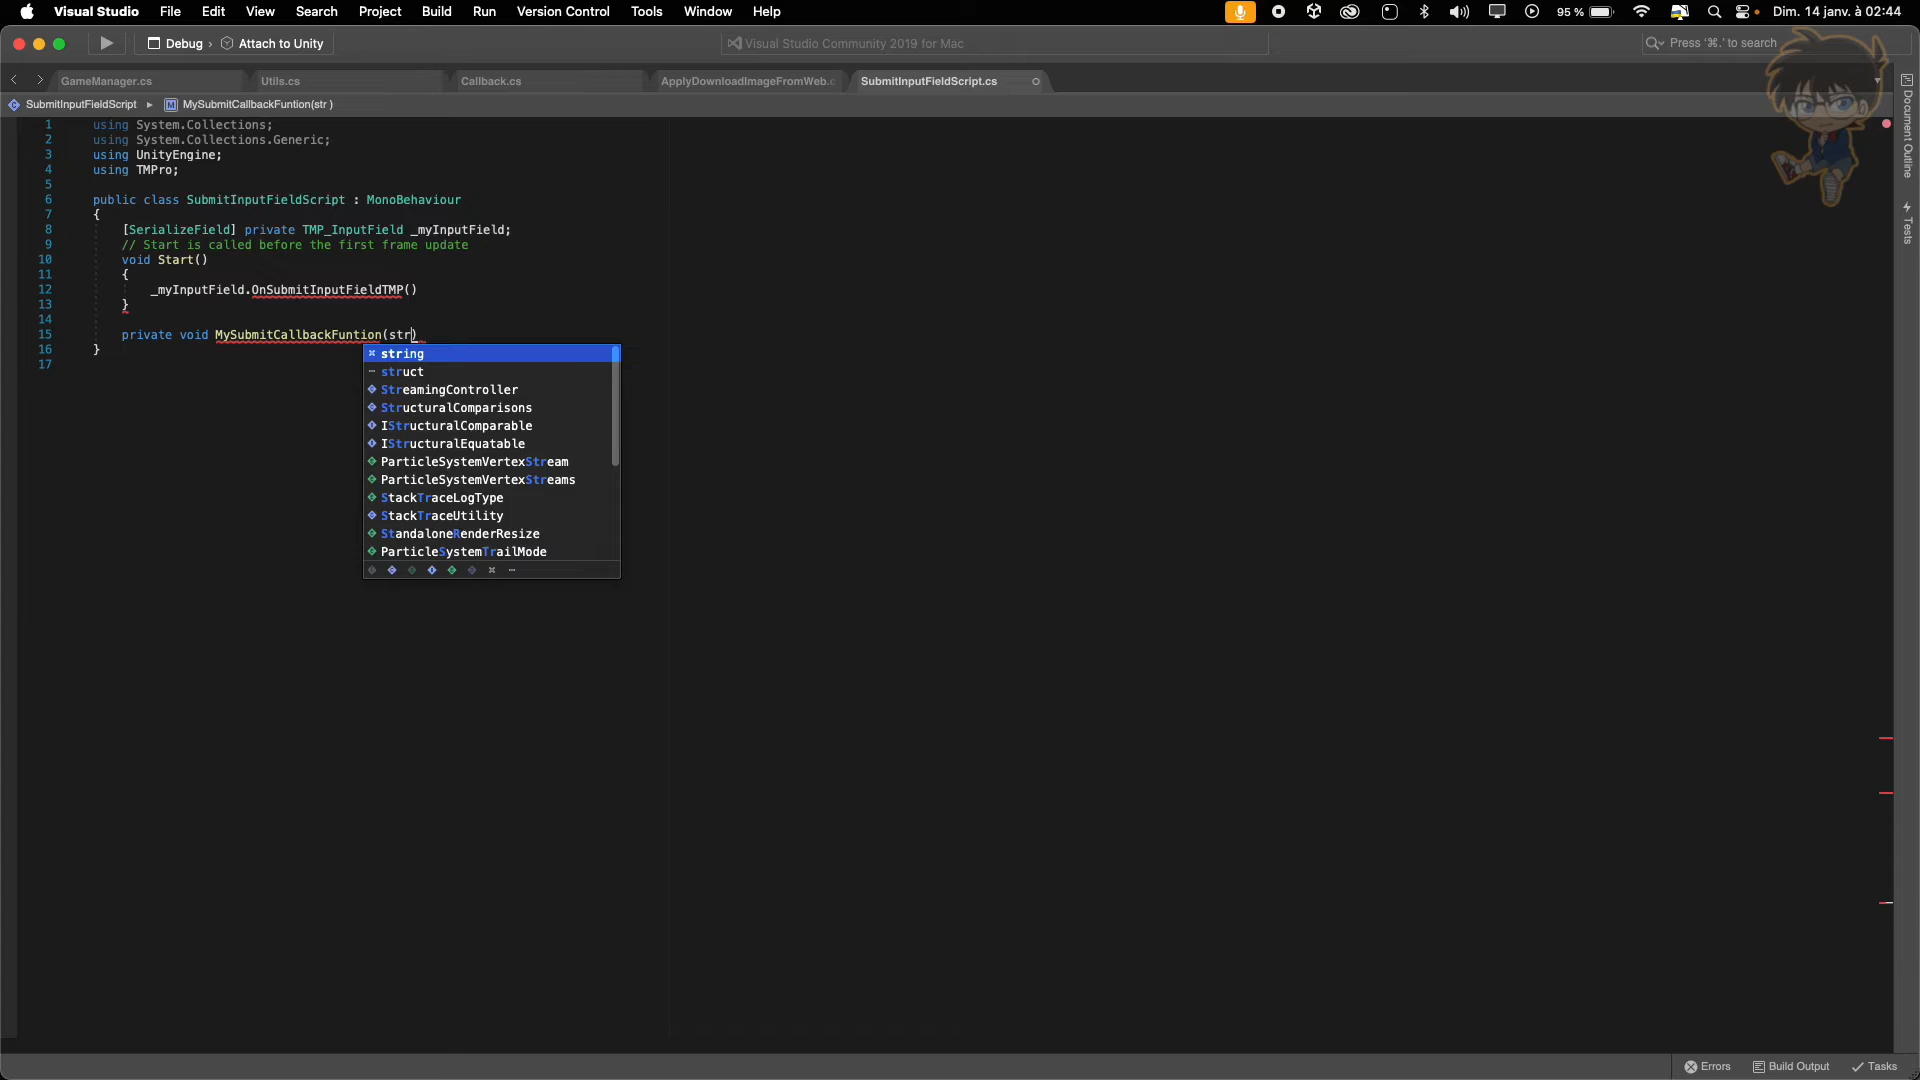 Visual Studio File Edit View Search Project Build Run Version Control Tools Window Help 95 % Dim. 14 janv. à 02:44
Debug › Attach to Unity Visual Studio Community 2019 for Mac Press '⌘.' to search
GameManager.cs Utils.cs Callback.cs ApplyDownloadImageFromWeb.c SubmitInputFieldScript.cs
SubmitInputFieldScript ▸ MySubmitCallbackFuntion(str )
1 using System.Collections;
2 using System.Collections.Generic;
3 using UnityEngine;
4 using TMPro;
5
6 public class SubmitInputFieldScript : MonoBehaviour
7 {
8 [SerializeField] private TMP_InputField _myInputField;
9 // Start is called before the first frame update
10 void Start()
11 {
12 _myInputField.OnSubmitInputFieldTMP()
13 }
14
15 private void MySubmitCallbackFuntion(str)
16 }
17
string
struct
StreamingController
StructuralComparisons
IStructuralComparable
IStructuralEquatable
ParticleSystemVertexStream
ParticleSystemVertexStreams
StackTraceLogType
StackTraceUtility
StandaloneRenderResize
ParticleSystemTrailMode
Document Outline
Tests
Errors Build Output Tasks